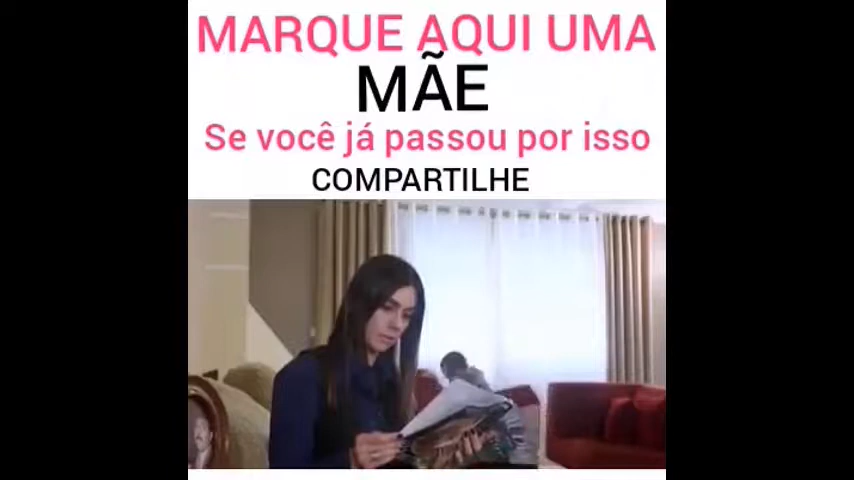 MARQUE AQUI UMA
MÃE
Se você já passou por isso
COMPARTILHE